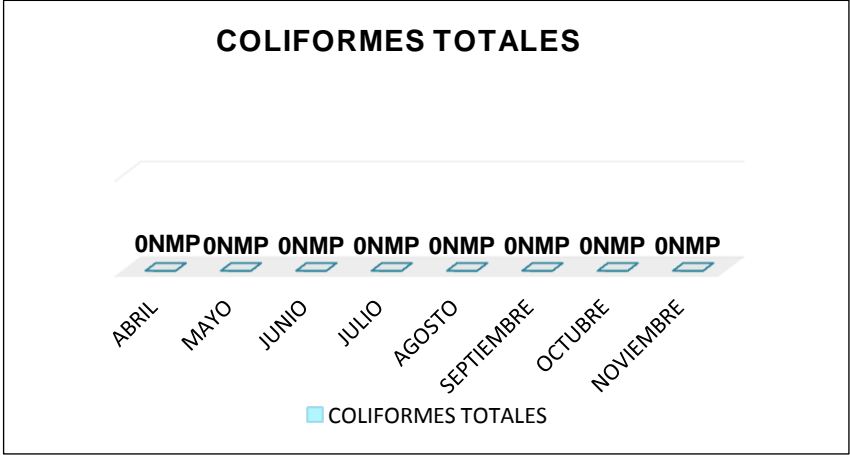 COLIFORMES TOTALES
0NMP 0NMP 0NMP 0NMP 0NMP 0NMP 0NMP 0NMP
ABRIL MAYO JUNIO JULIO AGOSTO SEPTIEMBRE OCTUBRE NOVIEMBRE
COLIFORMES TOTALES